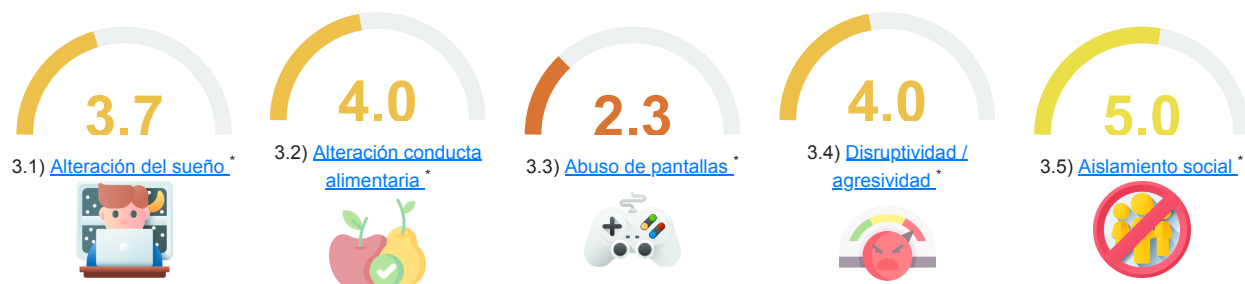 3.7
4.0
2.3
4.0
5.0
3.1) Alteración del sueño *
3.2) Alteración conducta
alimentaria *
3.3) Abuso de pantallas *
3.4) Disruptividad /
agresividad *
3.5) Aislamiento social *